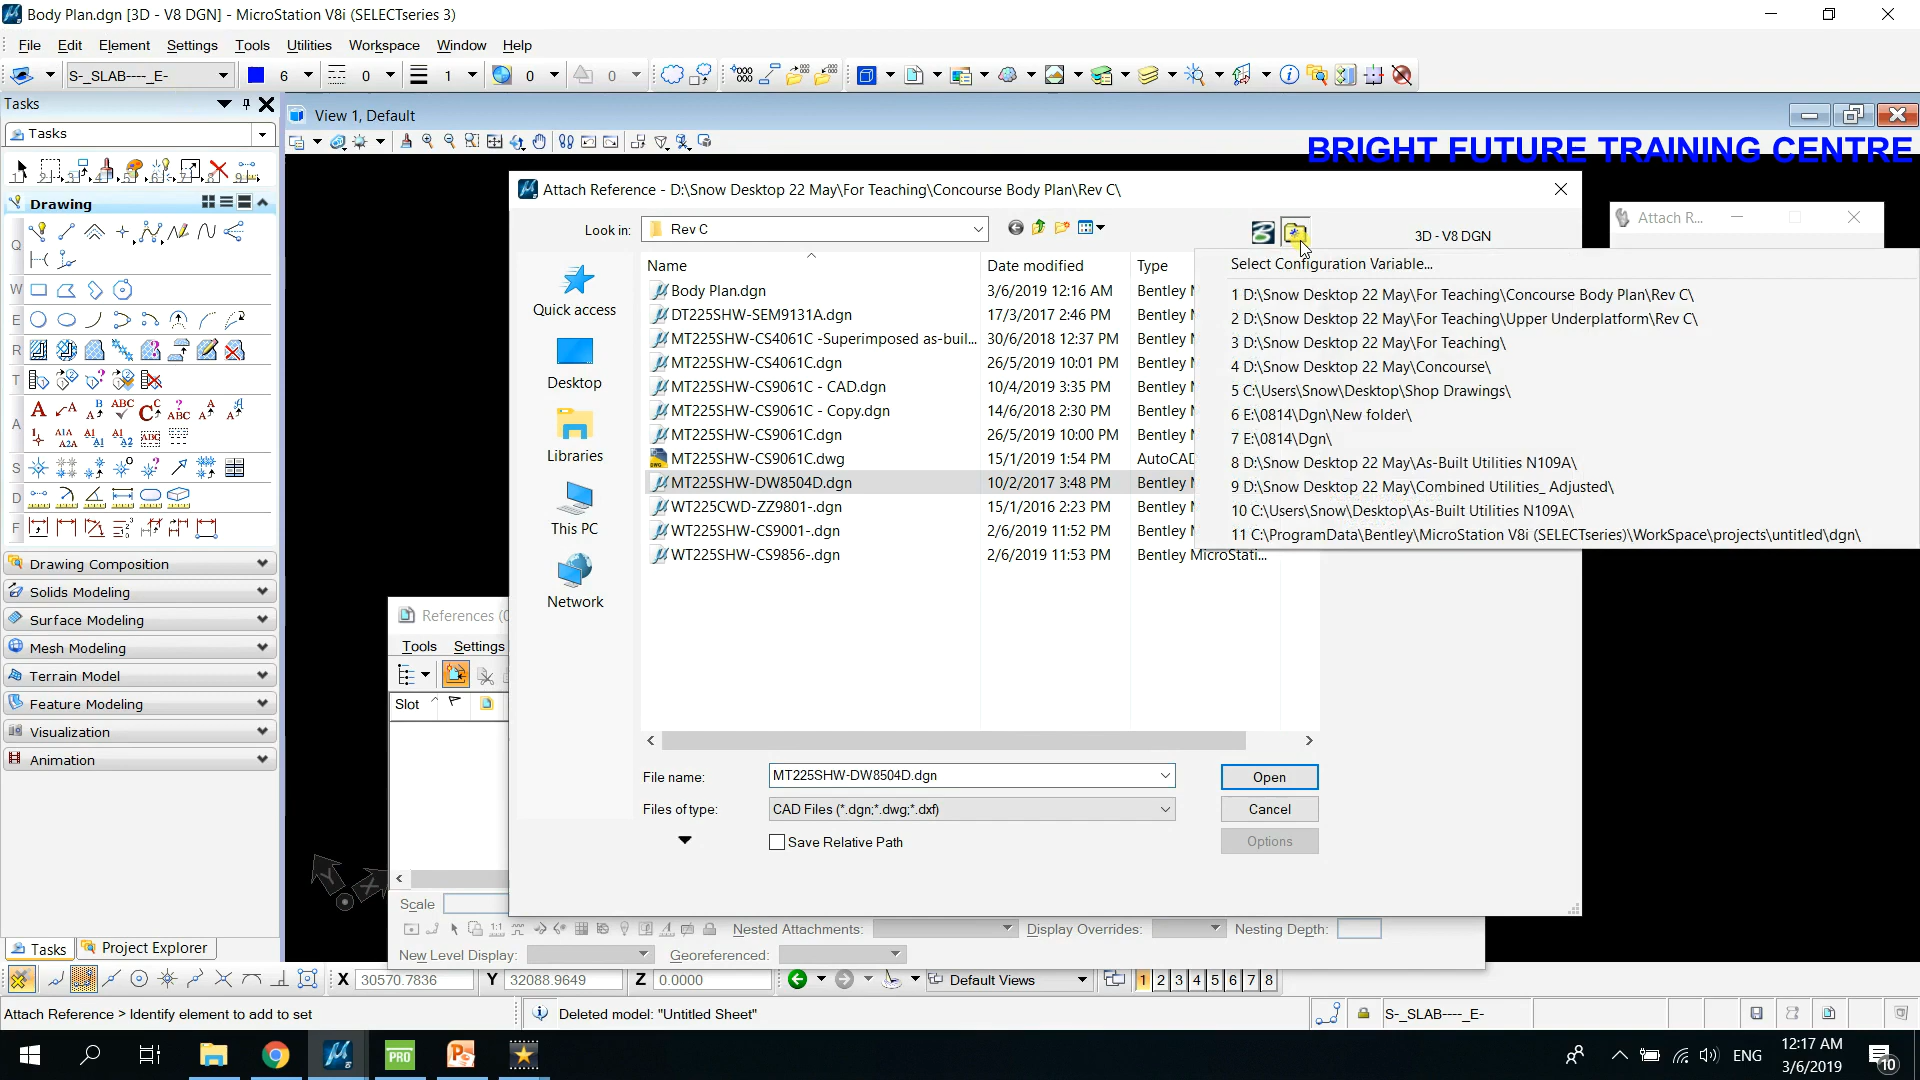 Body Plan.dgn [3D - V8 DGN] - MicroStation V8i (SELECTseries 3)
File Edit Element Settings Tools Utilities Workspace Window Help
S-_SLAB----_E- 6 0 1 0 0
Tasks
View 1, Default
Tasks
BRIGHT FUTURE TRAINING CENTRE
Drawing
Attach Reference - D:\Snow Desktop 22 May\For Teaching\Concourse Body Plan\Rev C\
Attach R...
Look in: Rev C
3D - V8 DGN
Name Date modified Type
Select Configuration Variable...
Quick access
Desktop
Libraries
This PC
Network
Body Plan.dgn 3/6/2019 12:16 AM Bentley M
DT225SHW-SEM9131A.dgn 17/3/2017 2:46 PM Bentley M
MT225SHW-CS4061C -Superimposed as-buil... 30/6/2018 12:37 PM Bentley M
MT225SHW-CS4061C.dgn 26/5/2019 10:01 PM Bentley M
MT225SHW-CS9061C - CAD.dgn 10/4/2019 3:35 PM Bentley M
MT225SHW-CS9061C - Copy.dgn 14/6/2018 2:30 PM Bentley M
MT225SHW-CS9061C.dgn 26/5/2019 10:00 PM Bentley M
MT225SHW-CS9061C.dwg 15/1/2019 1:54 PM AutoCAD
MT225SHW-DW8504D.dgn 10/2/2017 3:48 PM Bentley M
WT225CWD-ZZ9801-.dgn 15/1/2016 2:23 PM Bentley M
WT225SHW-CS9001-.dgn 2/6/2019 11:52 PM Bentley M
WT225SHW-CS9856-.dgn 2/6/2019 11:53 PM Bentley MicroStati...
1 D:\Snow Desktop 22 May\For Teaching\Concourse Body Plan\Rev C\
2 D:\Snow Desktop 22 May\For Teaching\Upper Underplatform\Rev C\
3 D:\Snow Desktop 22 May\For Teaching\
4 D:\Snow Desktop 22 May\Concourse\
5 C:\Users\Snow\Desktop\Shop Drawings\
6 E:\0814\Dgn\New folder\
7 E:\0814\Dgn\
8 D:\Snow Desktop 22 May\As-Built Utilities N109A\
9 D:\Snow Desktop 22 May\Combined Utilities_ Adjusted\
10 C:\Users\Snow\Desktop\As-Built Utilities N109A\
11 C:\ProgramData\Bentley\MicroStation V8i (SELECTseries)\WorkSpace\projects\untitled\dgn\
Q
W
E
R
T
A
S
D
F
Drawing Composition
Solids Modeling
Surface Modeling
Mesh Modeling
Terrain Model
Feature Modeling
Visualization
Animation
References (0
Tools Settings
Slot
File name: MT225SHW-DW8504D.dgn Open
Files of type: CAD Files (*.dgn;*.dwg;*.dxf) Cancel
Save Relative Path Options
Y X
Scale
Nested Attachments: Display Overrides: Nesting Depth:
New Level Display: Georeferenced:
Tasks Project Explorer
X 30570.7836 Y 32088.9649 Z 0.0000 Default Views 1 2 3 4 5 6 7 8
Attach Reference > Identify element to add to set Deleted model: "Untitled Sheet" S-_SLAB----_E-
PRO
ENG
12:17 AM
3/6/2019
10